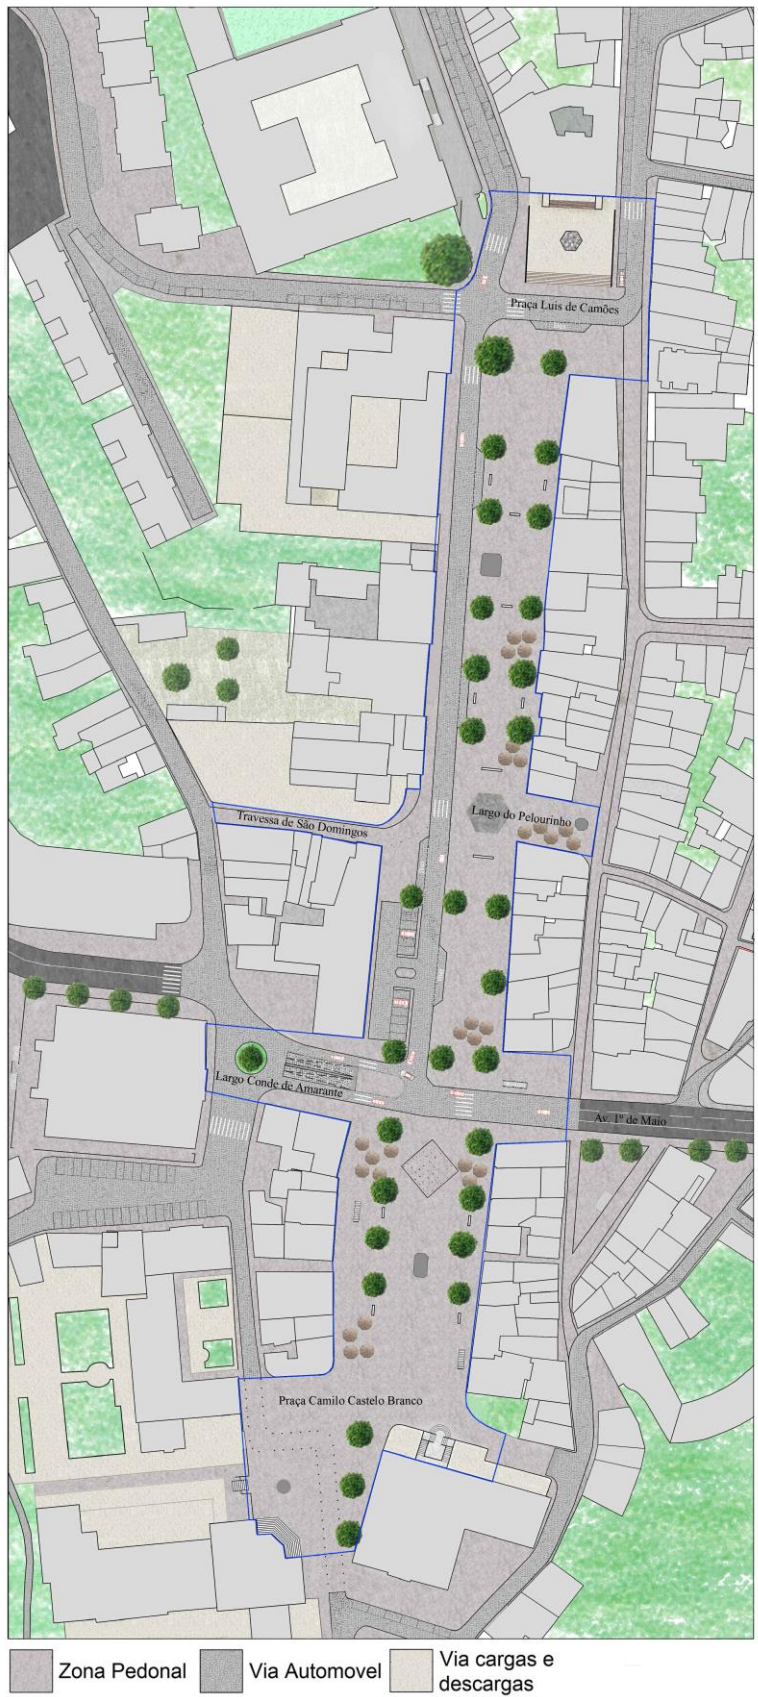 Praça Luis de Camões
Largo do Pelourinho
Travessa de São Domingos
Largo Conde de Amarante
Av. 1º de Maio
Praça Camilo Castelo Branco
Zona Pedonal
Via Automovel
Via cargas e
descargas